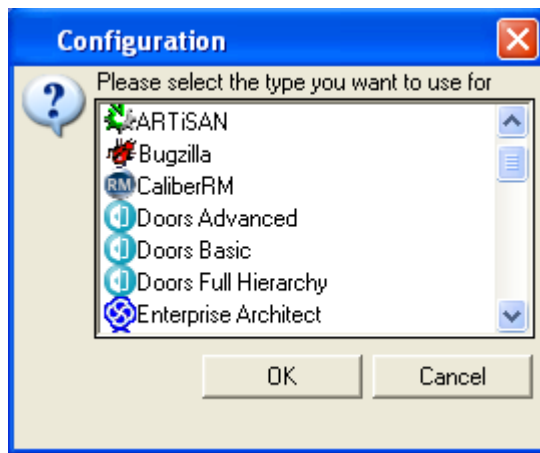 Configuration
Please select the type you want to use for
ARTiSAN
Bugzilla
RM CaliberRM
Doors Advanced
Doors Basic
Doors Full Hierarchy
Enterprise Architect
OK Cancel